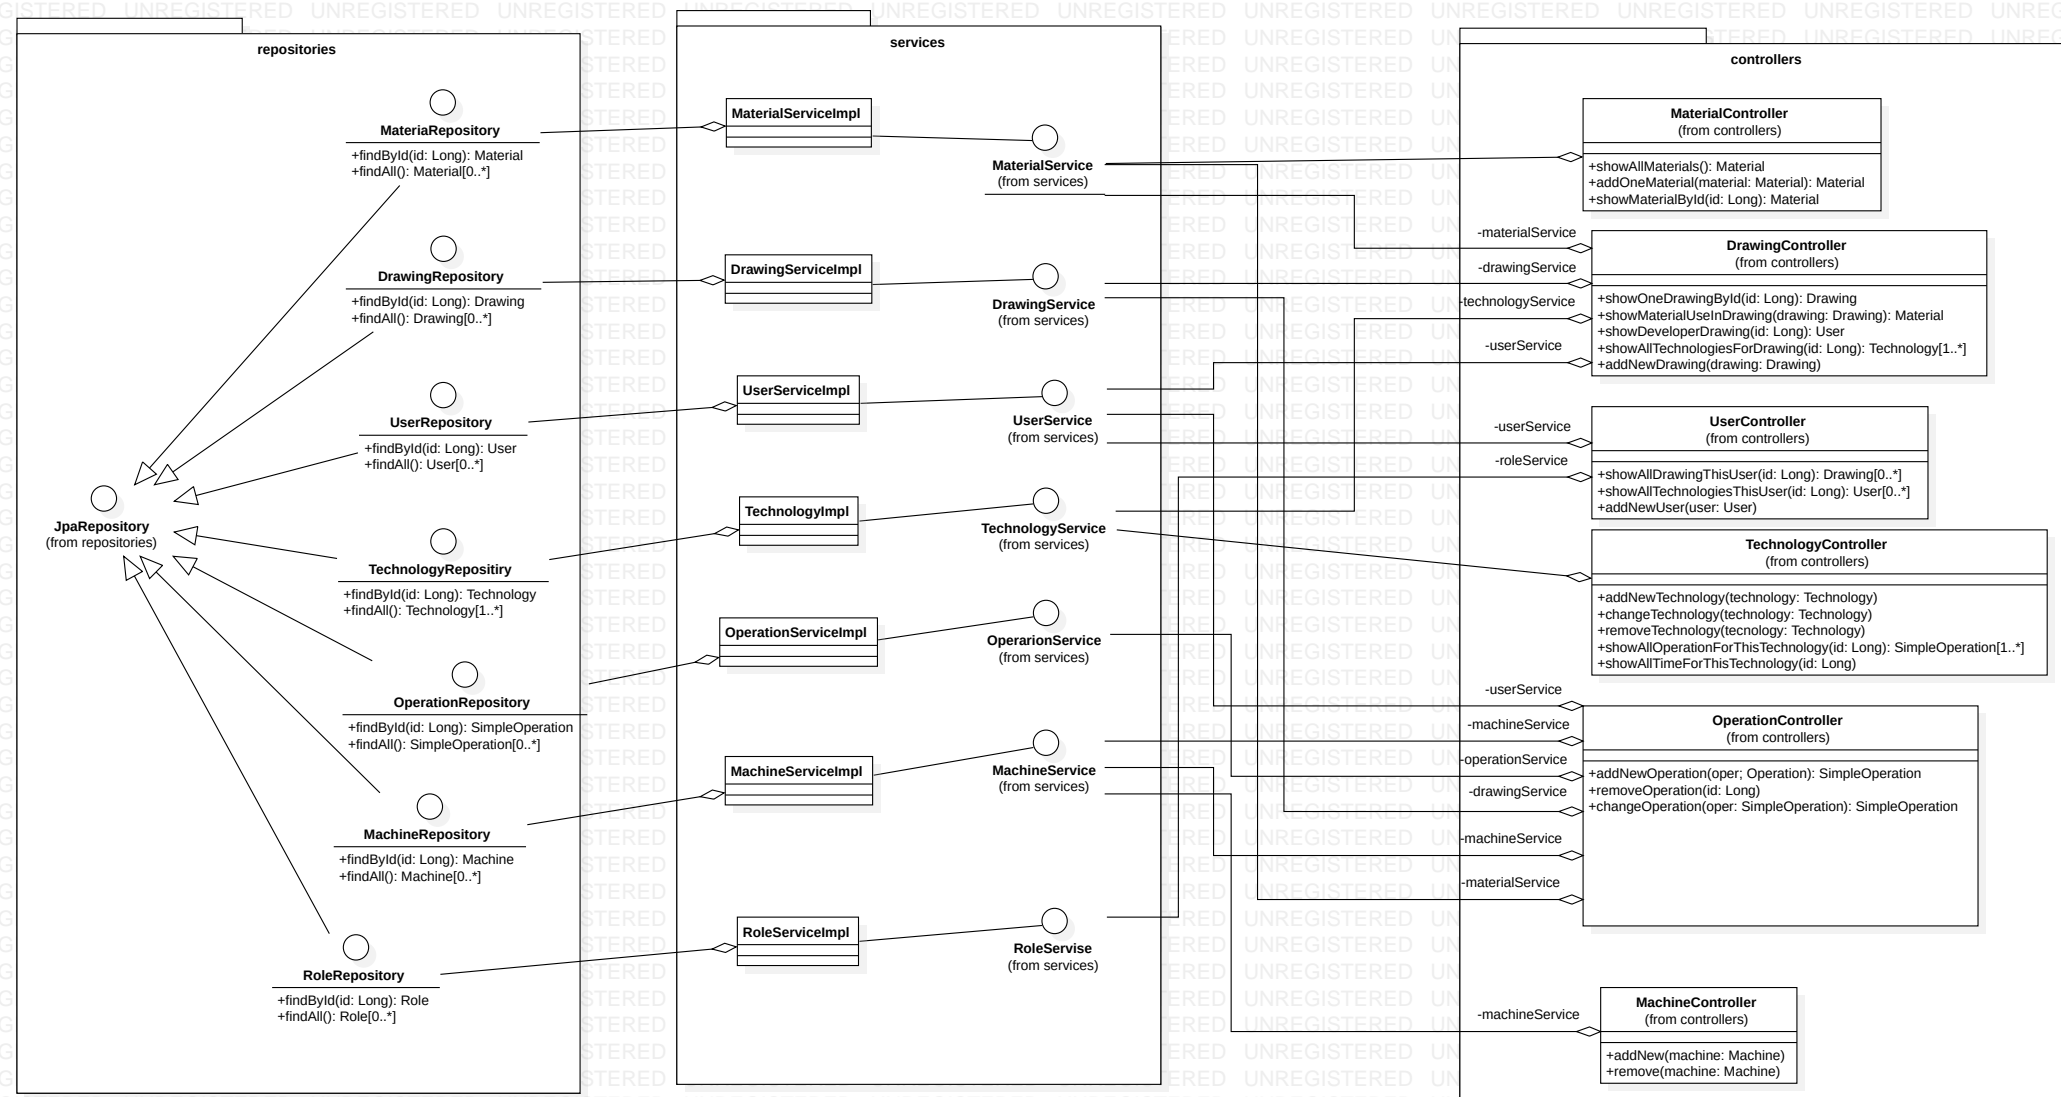 repositories
MateriaRepository
+findById(id: Long): Material
+findAll(): Material[0..*]
DrawingRepository
+findById(id: Long): Drawing
+findAll(): Drawing[0..*]
UserRepository
+findById(id: Long): User
+findAll(): User[0..*]
JpaRepository
(from repositories)
TechnologyRepositiry
+findById(id: Long): Technology
+findAll(): Technology[1..*]
OperationRepository
+findById(id: Long): SimpleOperation
+findAll(): SimpleOperation[0..*]
MachineRepository
+findById(id: Long): Machine
+findAll(): Machine[0..*]
RoleRepository
+findById(id: Long): Role
+findAll(): Role[0..*]
services
MaterialServiceImpl
MaterialService
(from services)
DrawingServiceImpl
DrawingService
(from services)
UserServiceImpl
UserService
(from services)
TechnologyImpl
TechnologyService
(from services)
OperationServiceImpl
OperarionService
(from services)
MachineServiceImpl
MachineService
(from services)
RoleServiceImpl
RoleServise
(from services)
controllers
MaterialController
(from controllers)
+showAllMaterials(): Material
+addOneMaterial(material: Material): Material
+showMaterialById(id: Long): Material
-materialService
-drawingService
-technologyService
-userService
DrawingController
(from controllers)
+showOneDrawingById(id: Long): Drawing
+showMaterialUseInDrawing(drawing: Drawing): Material
+showDeveloperDrawing(id: Long): User
+showAllTechnologiesForDrawing(id: Long): Technology[1..*]
+addNewDrawing(drawing: Drawing)
-userService
-roleService
UserController
(from controllers)
+showAllDrawingThisUser(id: Long): Drawing[0..*]
+showAllTechnologiesThisUser(id: Long): User[0..*]
+addNewUser(user: User)
TechnologyController
(from controllers)
+addNewTechnology(technology: Technology)
+changeTechnology(technology: Technology)
+removeTechnology(tecnology: Technology)
+showAllOperationForThisTechnology(id: Long): SimpleOperation[1..*]
+showAllTimeForThisTechnology(id: Long)
-userService
-machineService
-operationService
-drawingService
-machineService
-materialService
OperationController
(from controllers)
+addNewOperation(oper; Operation): SimpleOperation
+removeOperation(id: Long)
+changeOperation(oper: SimpleOperation): SimpleOperation
-machineService
MachineController
(from controllers)
+addNew(machine: Machine)
+remove(machine: Machine)
UNREGISTERED